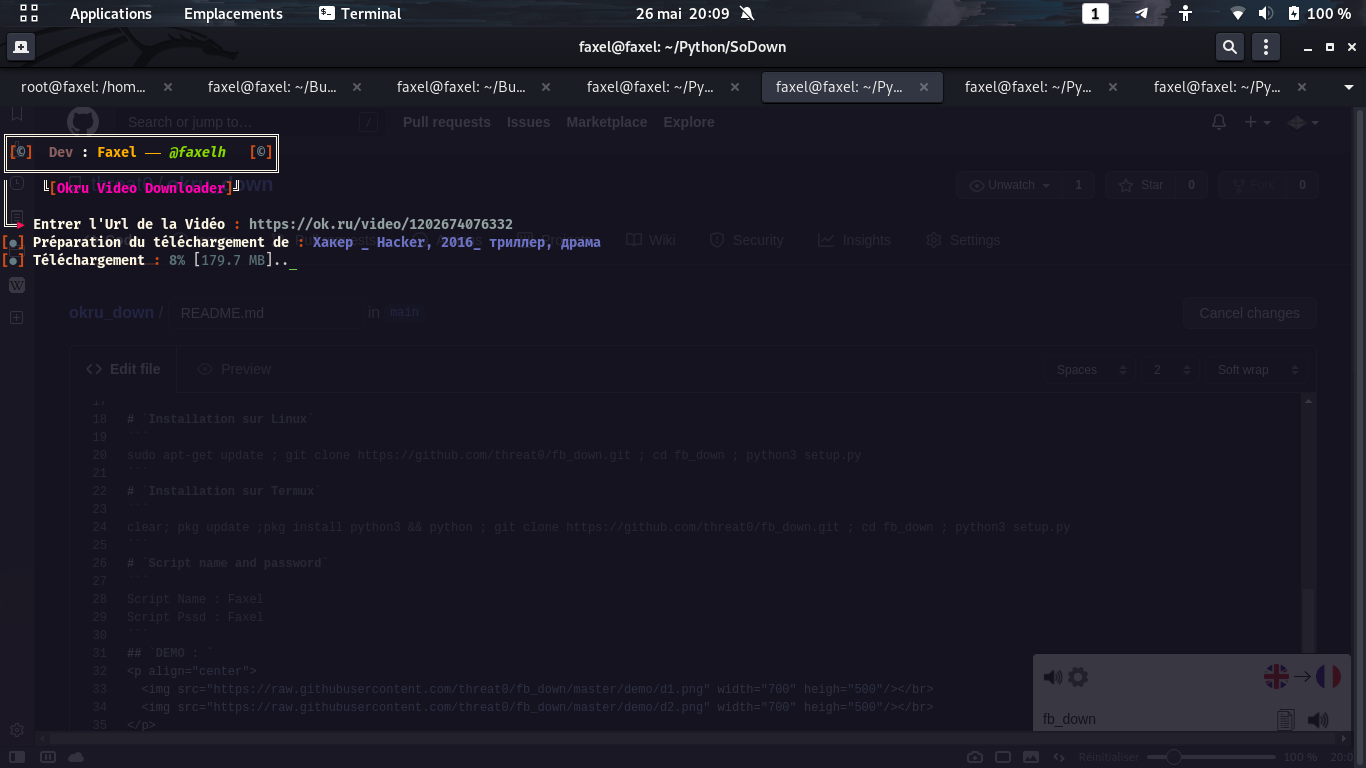 Applications Emplacements Terminal 26 mai 20:09 1 100 %
faxel@faxel: ~/Python/SoDown
root@faxel: /hom... faxel@faxel: ~/Bu... faxel@faxel: ~/Bu... faxel@faxel: ~/Py... faxel@faxel: ~/Py... faxel@faxel: ~/Py... faxel@faxel: ~/Py...
Search or jump to… / Pull requests Issues Marketplace Explore
[©] Dev : Faxel —— @faxelh [©]
[Okru Video Downloader]
Unwatch 1 Star 0 Fork 0
Entrer l'Url de la Vidéo : https://ok.ru/video/1202674076332
[●] Préparation du téléchargement de : Хакер _ Hacker, 2016_ триллер, драма
Wiki Security Insights Settings
[●] Téléchargement : 8% [179.7 MB].._
okru_down / README.md in main Cancel changes
<> Edit file Preview Spaces 2 Soft wrap
17
18 # `Installation sur Linux`
19 ```
20 sudo apt-get update ; git clone https://github.com/threat0/fb_down.git ; cd fb_down ; python3 setup.py
21 ```
22 # `Installation sur Termux`
23 ```
24 clear; pkg update ;pkg install python3 && python ; git clone https://github.com/threat0/fb_down.git ; cd fb_down ; python3 setup.py
25 ```
26 # `Script name and password`
27 ```
28 Script Name : Faxel
29 Script Pssd : Faxel
30 ```
31 ## `DEMO : `
32 <p align="center">
33 <img src="https://raw.githubusercontent.com/threat0/fb_down/master/demo/d1.png" width="700" heigh="500"/></br>
34 <img src="https://raw.githubusercontent.com/threat0/fb_down/master/demo/d2.png" width="700" heigh="500"/></br>
35 </p>
fb_down
Réinitialiser 100 % 20:0